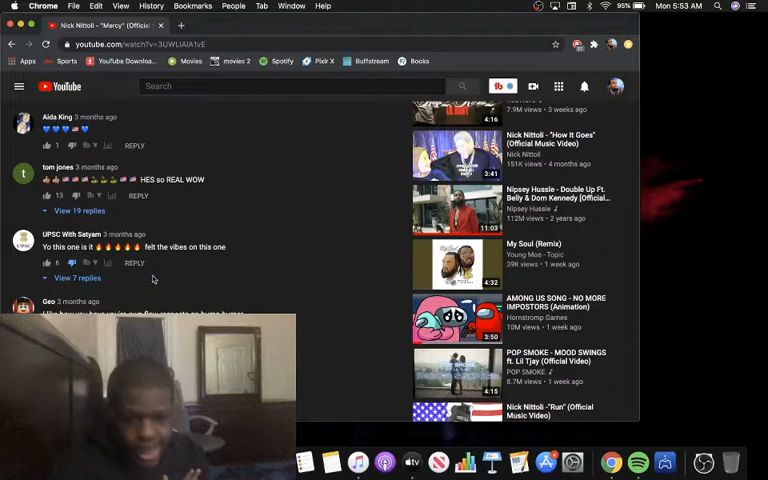 Chrome File Edit View History Bookmarks People Tab Window Help
95% Mon 5:53 AM
Nick Nittoli - "Mercy" (Official
youtube.com/watch?v=3UWLIAIA1vE
Apps Sports YouTube Downloa... Movies movies 2 Spotify Pixr X Buffstream Books
YouTube
Search
Aida King 3 months ago
💙💙💙🇺🇸💙
1 REPLY
tom jones 3 months ago
HES so REAL WOW
13 REPLY
View 19 replies
UPSC With Satyam 3 months ago
Yo this one is it 🔥🔥🔥🔥🔥 felt the vibes on this one
6 REPLY
View 7 replies
Geo 3 months ago
4:16
7.9M views • 3 weeks ago
3:41
Nick Nittoli - "How It Goes"
(Official Music Video)
Nick Nittoli
151K views • 4 months ago
11:03
Nipsey Hussle - Double Up Ft.
Belly & Dom Kennedy [Official...
112M views • 2 years ago
4:32
My Soul (Remix)
Young Moe - Topic
39K views • 1 week ago
3:50
AMONG US SONG - NO MORE
IMPOSTORS (Animation)
Hornstromp Games
10M views • 1 week ago
4:15
POP SMOKE - MOOD SWINGS
ft. Lil Tjay (Official Video)
POP SMOKE
8.7M views • 1 week ago
Nick Nittoli -"Run" (Official
Music Video)